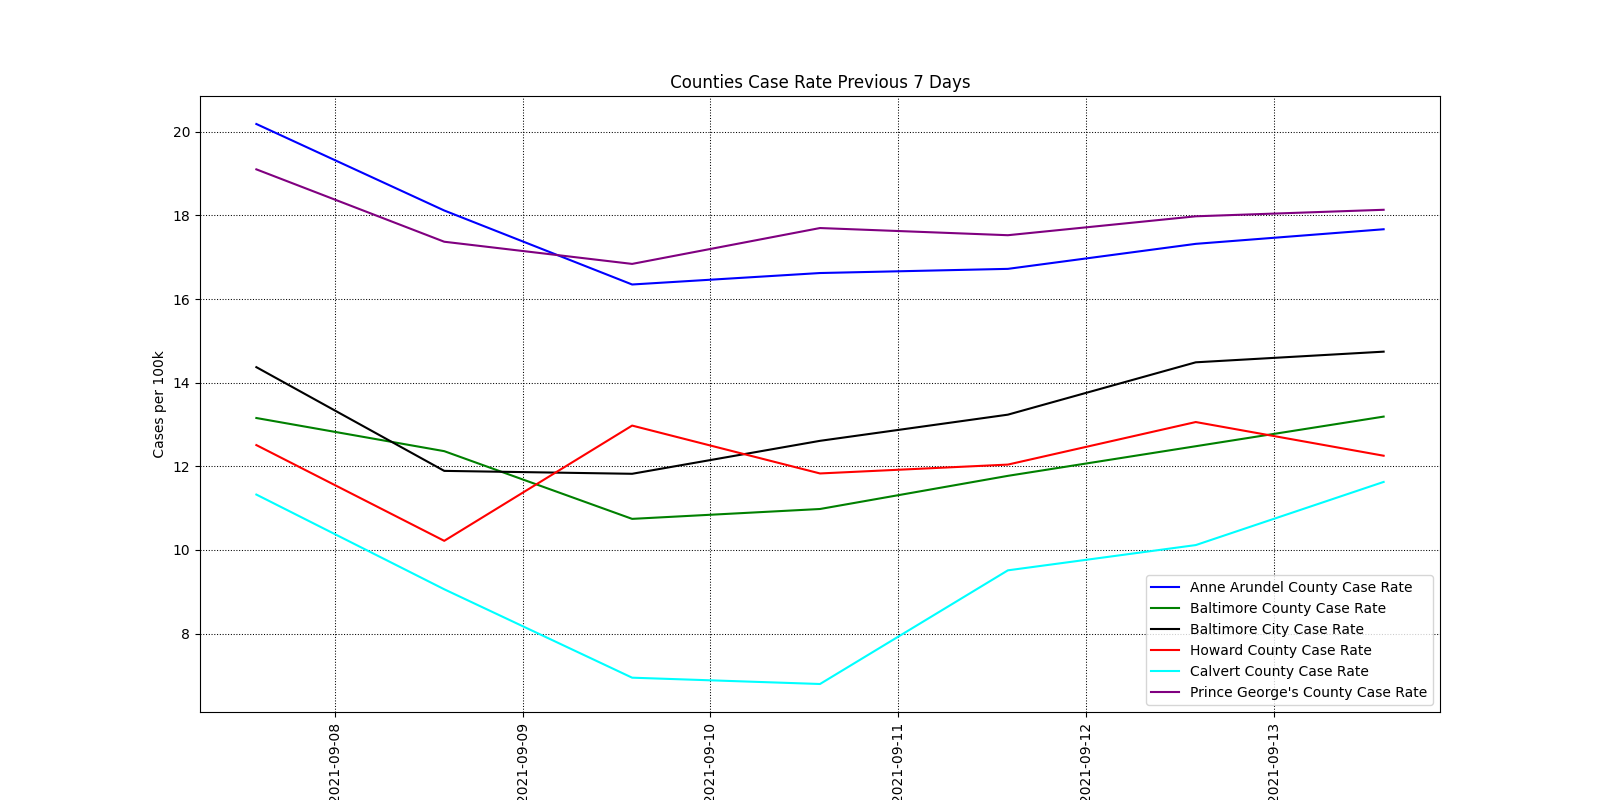 Counties Case Rate Previous 7 Days
Cases per 100k
20
18
16
14
12
10
8
Anne Arundel County Case Rate
Baltimore County Case Rate
Baltimore City Case Rate
Howard County Case Rate
Calvert County Case Rate
Prince George's County Case Rate
2021-09-08
2021-09-09
2021-09-10
2021-09-11
2021-09-12
2021-09-13